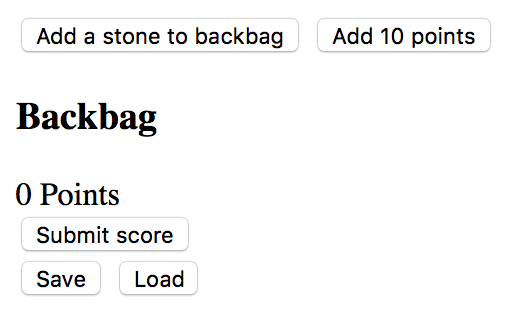 Add a stone to backbag Add 10 points
Backbag
0 Points
Submit score
Save Load